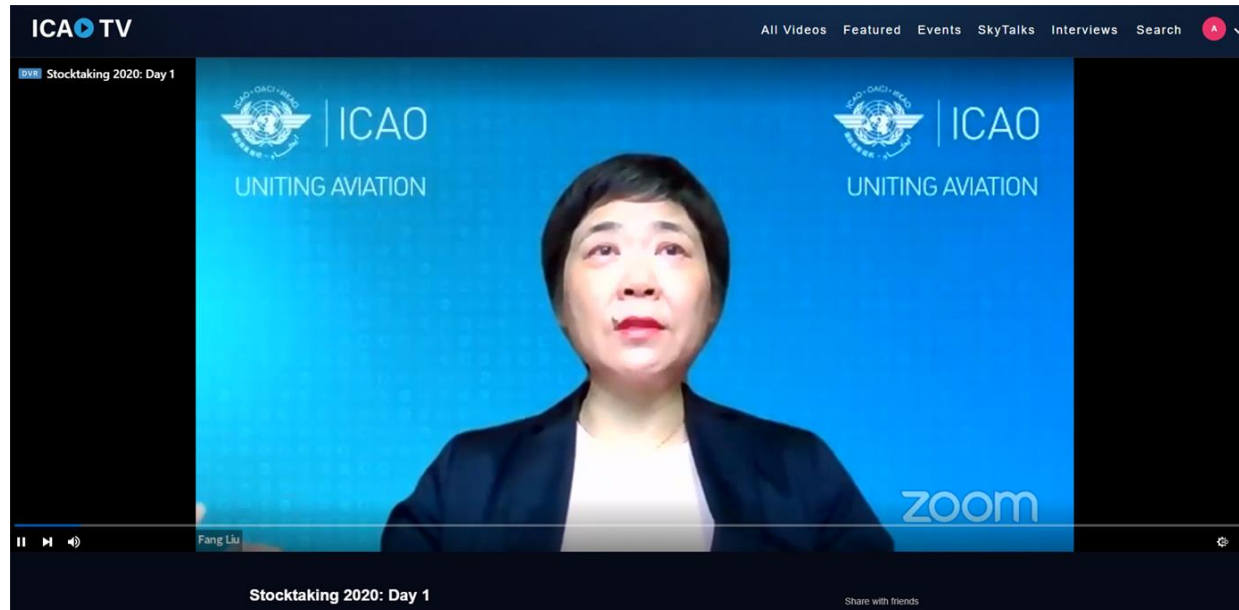 ICAO TV
All Videos Featured Events SkyTalks Interviews Search A
DVR Stocktaking 2020: Day 1
ICAO
UNITING AVIATION
ICAO
UNITING AVIATION
zoom
Fang Liu
Stocktaking 2020: Day 1
Share with friends